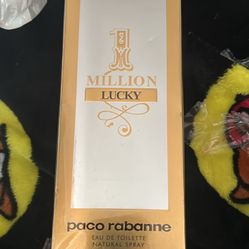 1
MILLION
LUCKY
paco rabanne
EAU DE TOILETTE
NATURAL SPRAY